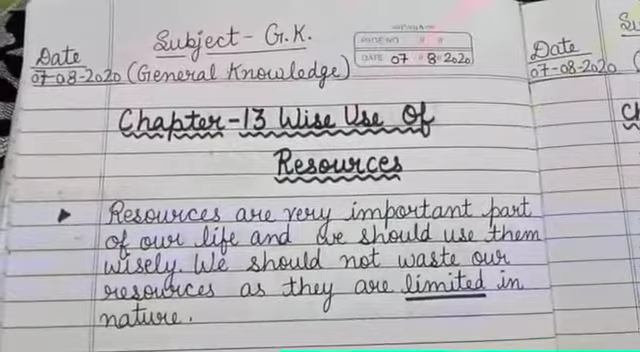 Subject - G.K.
Date
07-08-2020 (General Knowledge)
PAGE NO
DATE 07 8 2020
Chapter-13 Wise Use Of
Resources
Resources are very important part
of our life and we should use them
wisely. We should not waste our
resources as they are limited in
nature.
Date
07-08-2020